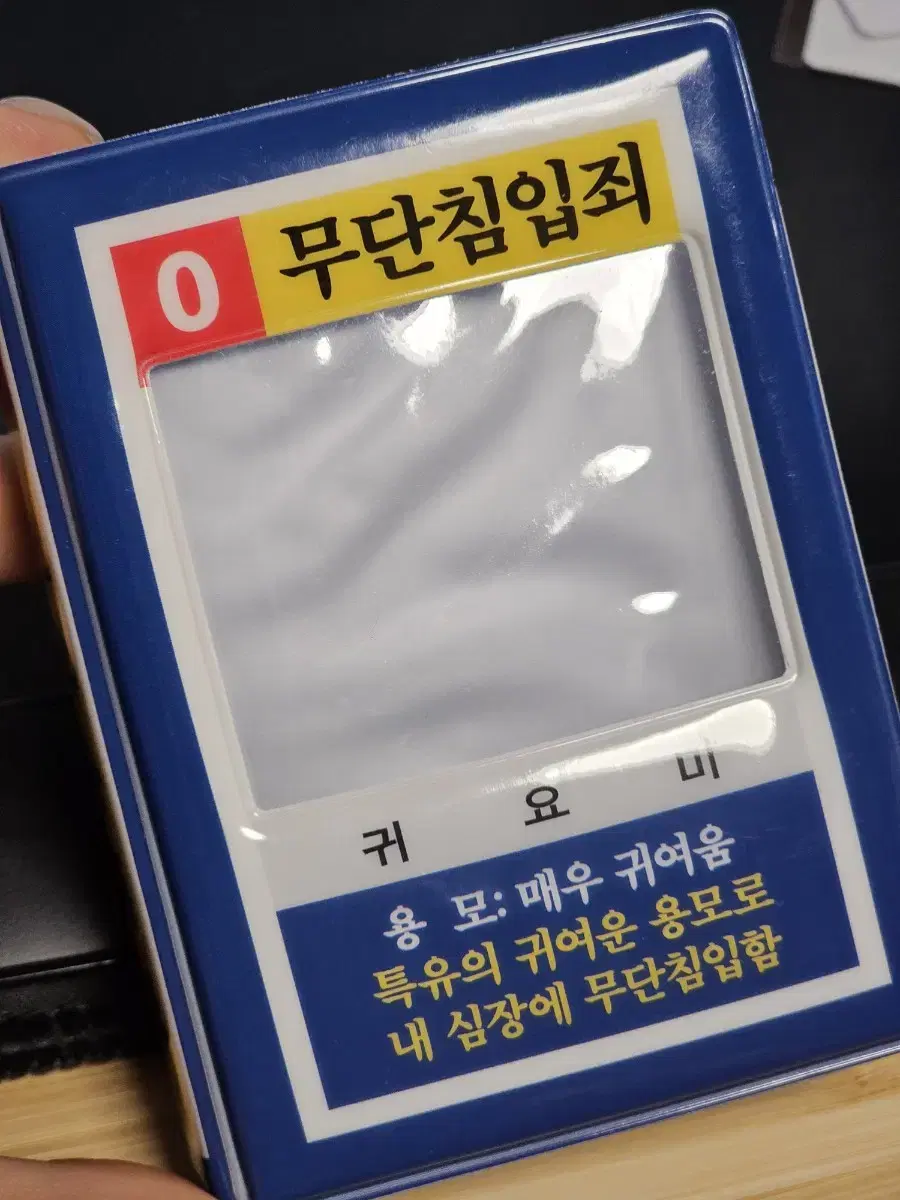 0 무단침입죄
귀 요 미
용 모: 매우 귀여움
특유의 귀여운 용모로
내 심장에 무단침입함